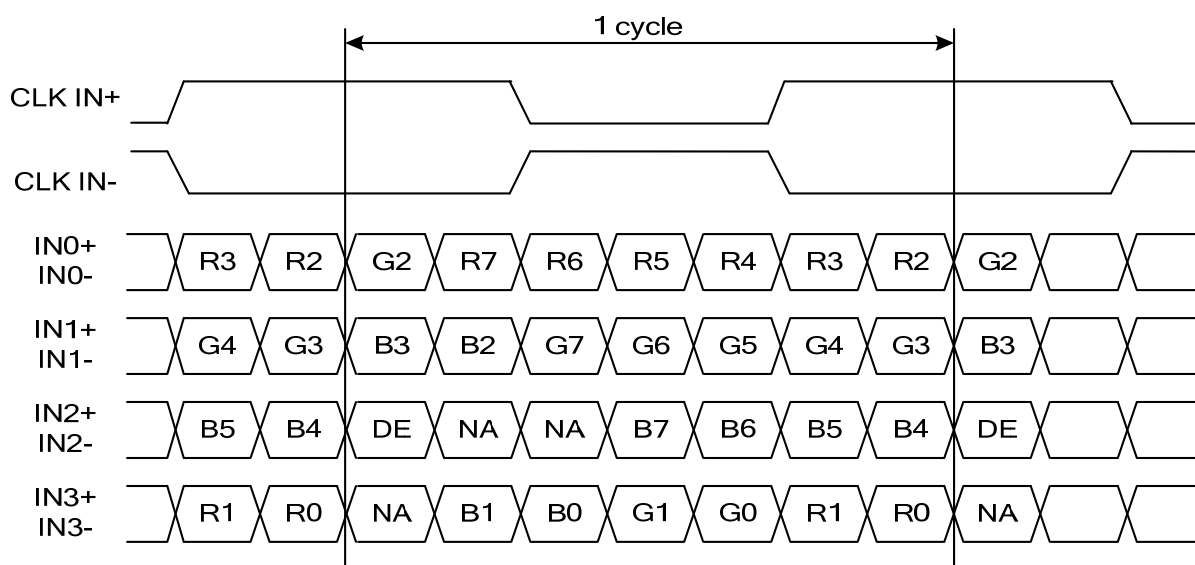 1 cycle
CLK IN+
CLK IN-
IN0+
IN0-
R3 R2 G2 R7 R6 R5 R4 R3 R2 G2
IN1+
IN1-
G4 G3 B3 B2 G7 G6 G5 G4 G3 B3
IN2+
IN2-
B5 B4 DE NA NA B7 B6 B5 B4 DE
IN3+
IN3-
R1 R0 NA B1 B0 G1 G0 R1 R0 NA